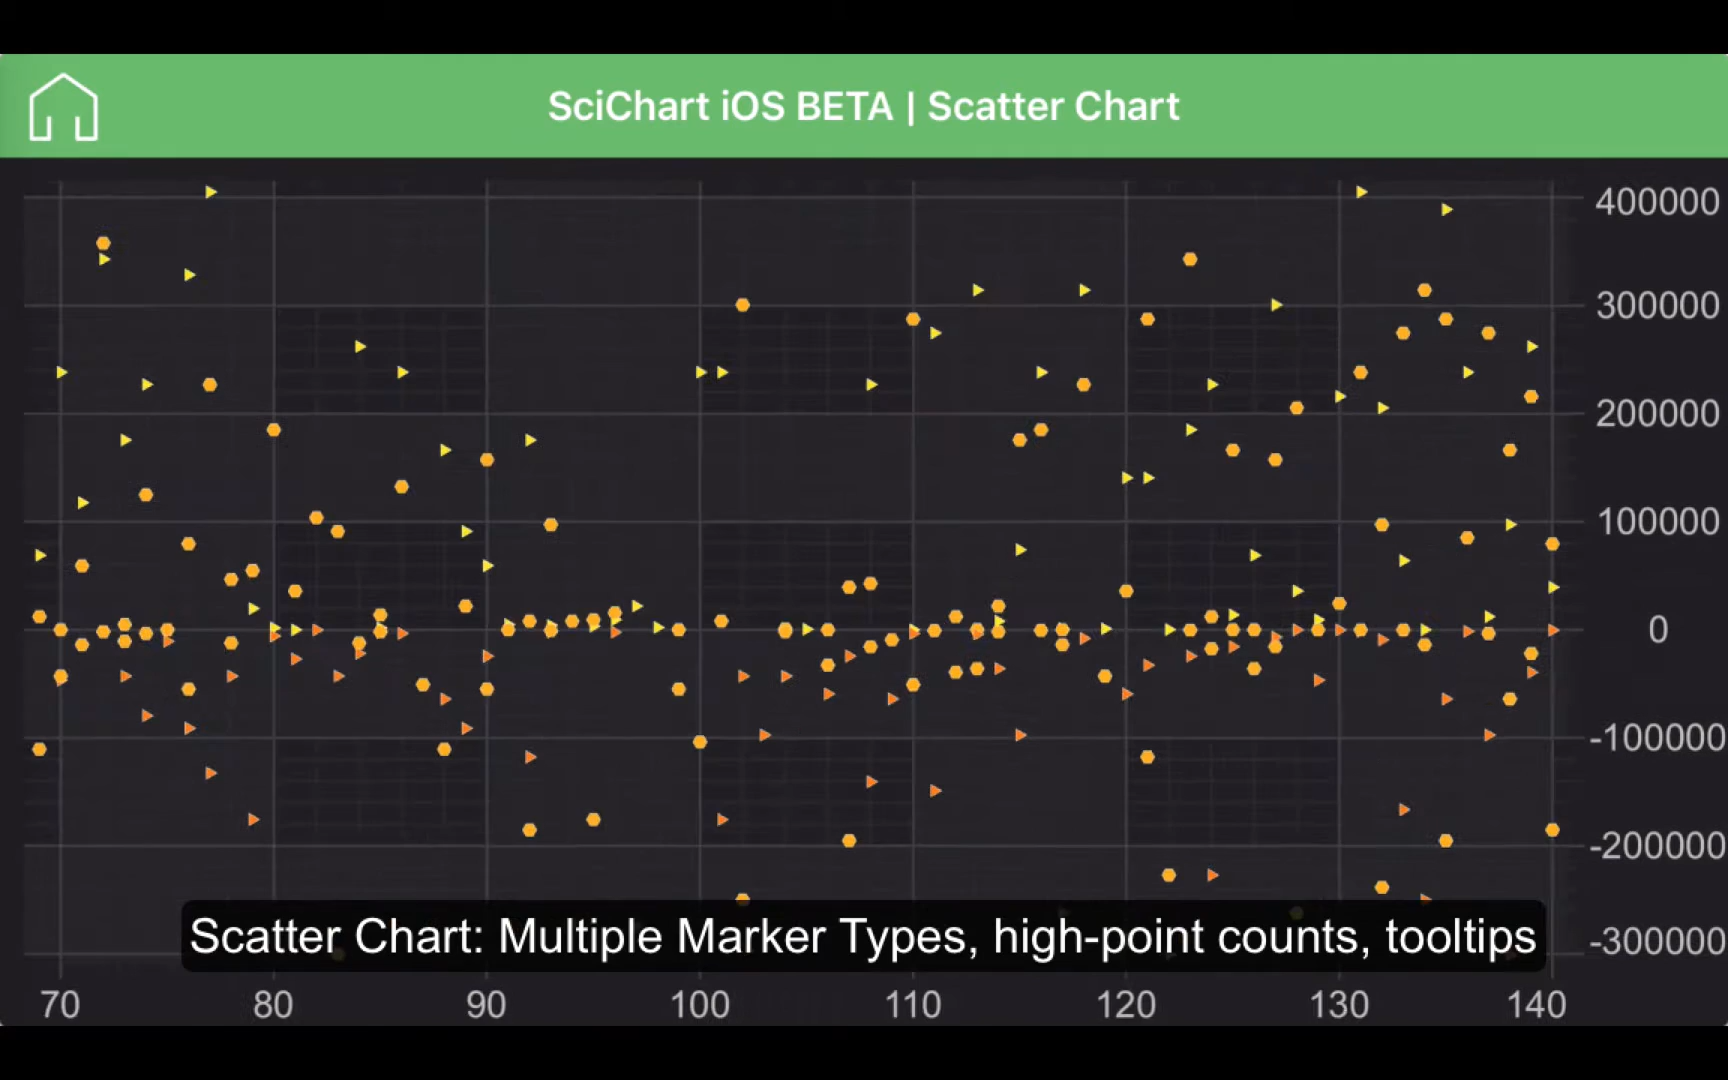 SciChart iOS BETA | Scatter Chart
400000
300000
200000
100000
0
-100000
-200000
-300000
Scatter Chart: Multiple Marker Types, high-point counts, tooltips
70 80 90 100 110 120 130 140